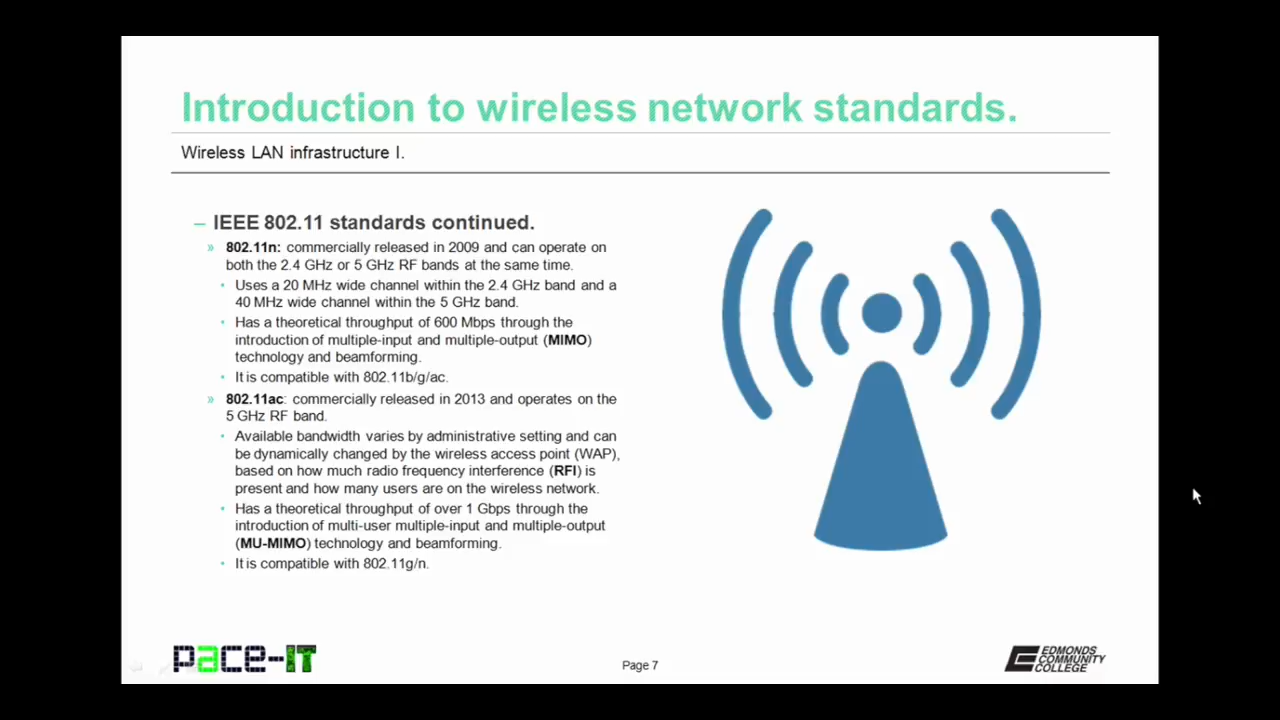 Introduction to wireless network standards.
Wireless LAN infrastructure I.
– IEEE 802.11 standards continued.
» 802.11n: commercially released in 2009 and can operate on
both the 2.4 GHz or 5 GHz RF bands at the same time.
• Uses a 20 MHz wide channel within the 2.4 GHz band and a
40 MHz wide channel within the 5 GHz band.
• Has a theoretical throughput of 600 Mbps through the
introduction of multiple-input and multiple-output (MIMO)
technology and beamforming.
• It is compatible with 802.11b/g/ac.
» 802.11ac: commercially released in 2013 and operates on the
5 GHz RF band.
• Available bandwidth varies by administrative setting and can
be dynamically changed by the wireless access point (WAP),
based on how much radio frequency interference (RFI) is
present and how many users are on the wireless network.
• Has a theoretical throughput of over 1 Gbps through the
introduction of multi-user multiple-input and multiple-output
(MU-MIMO) technology and beamforming.
• It is compatible with 802.11g/n.
pace-IT
Page 7
EDMONDS
COMMUNITY
COLLEGE